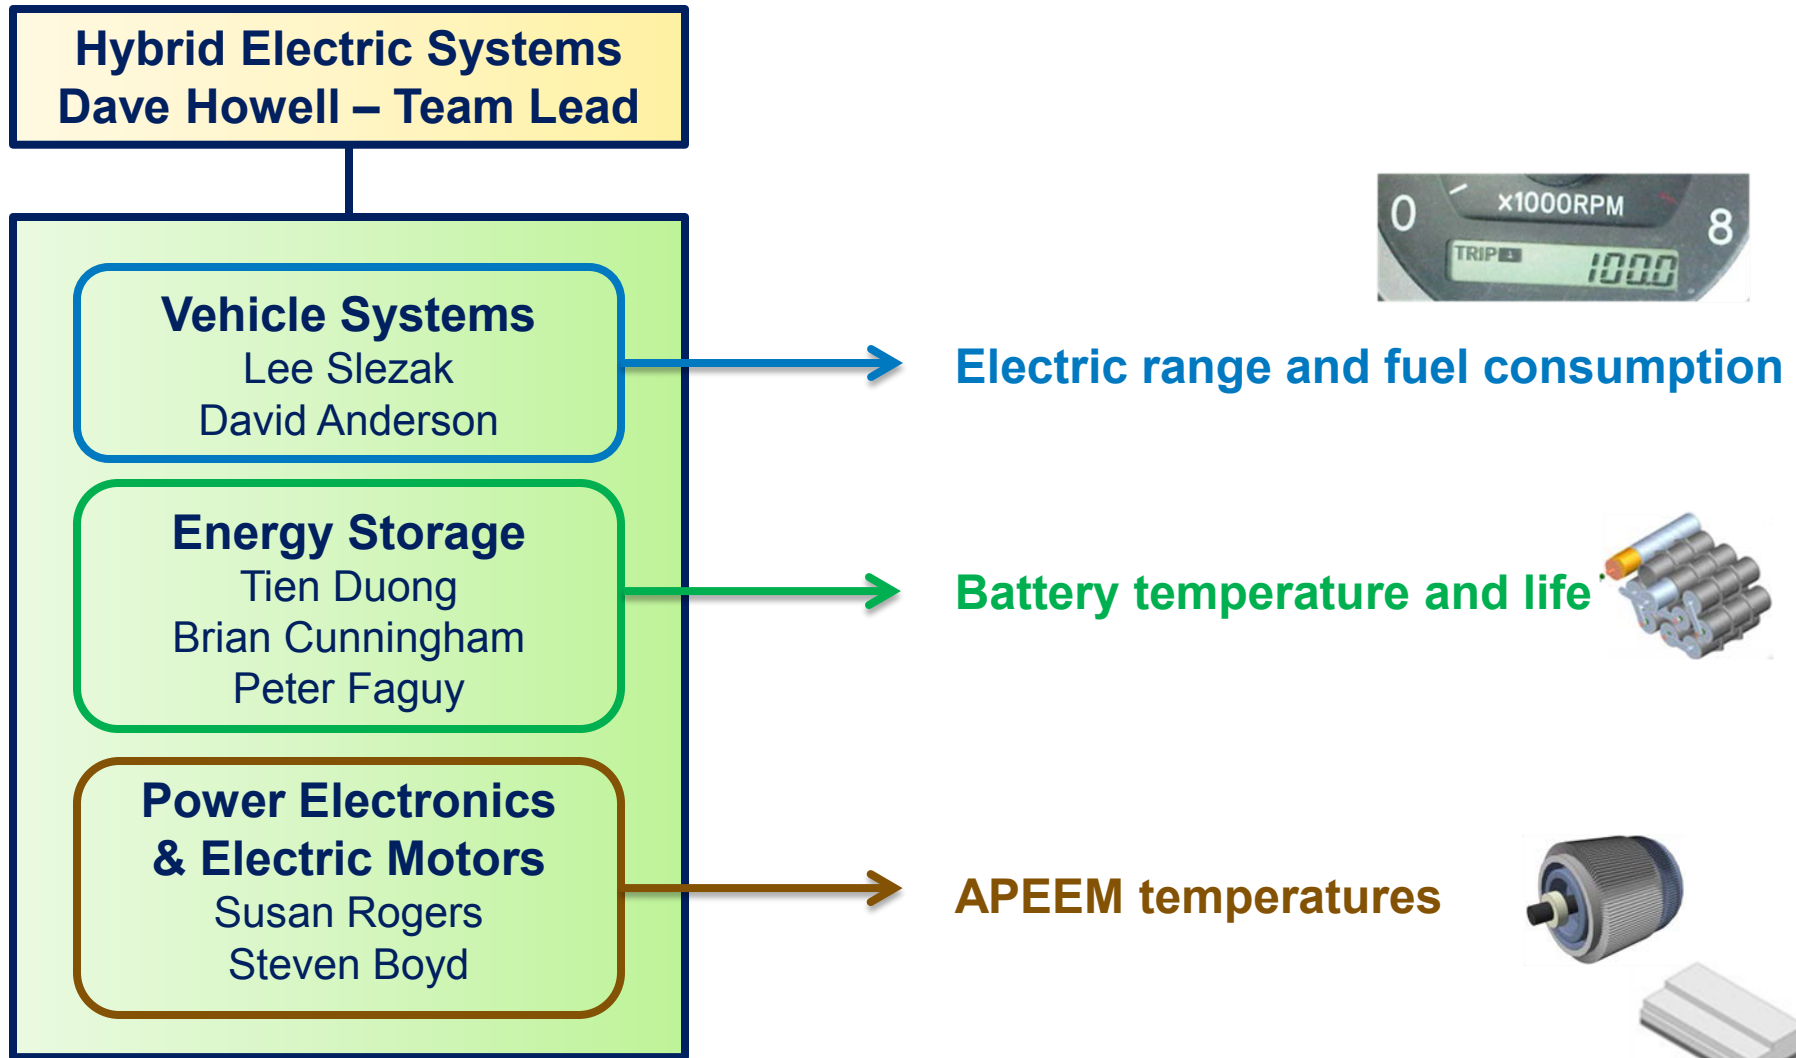 Hybrid Electric Systems
Dave Howell – Team Lead
0
x1000RPM
8
TRIP 1
100.0
Vehicle Systems
Lee Slezak
David Anderson
Electric range and fuel consumption
Energy Storage
Tien Duong
Brian Cunningham
Peter Faguy
Battery temperature and life
Power Electronics
& Electric Motors
Susan Rogers
Steven Boyd
APEEM temperatures